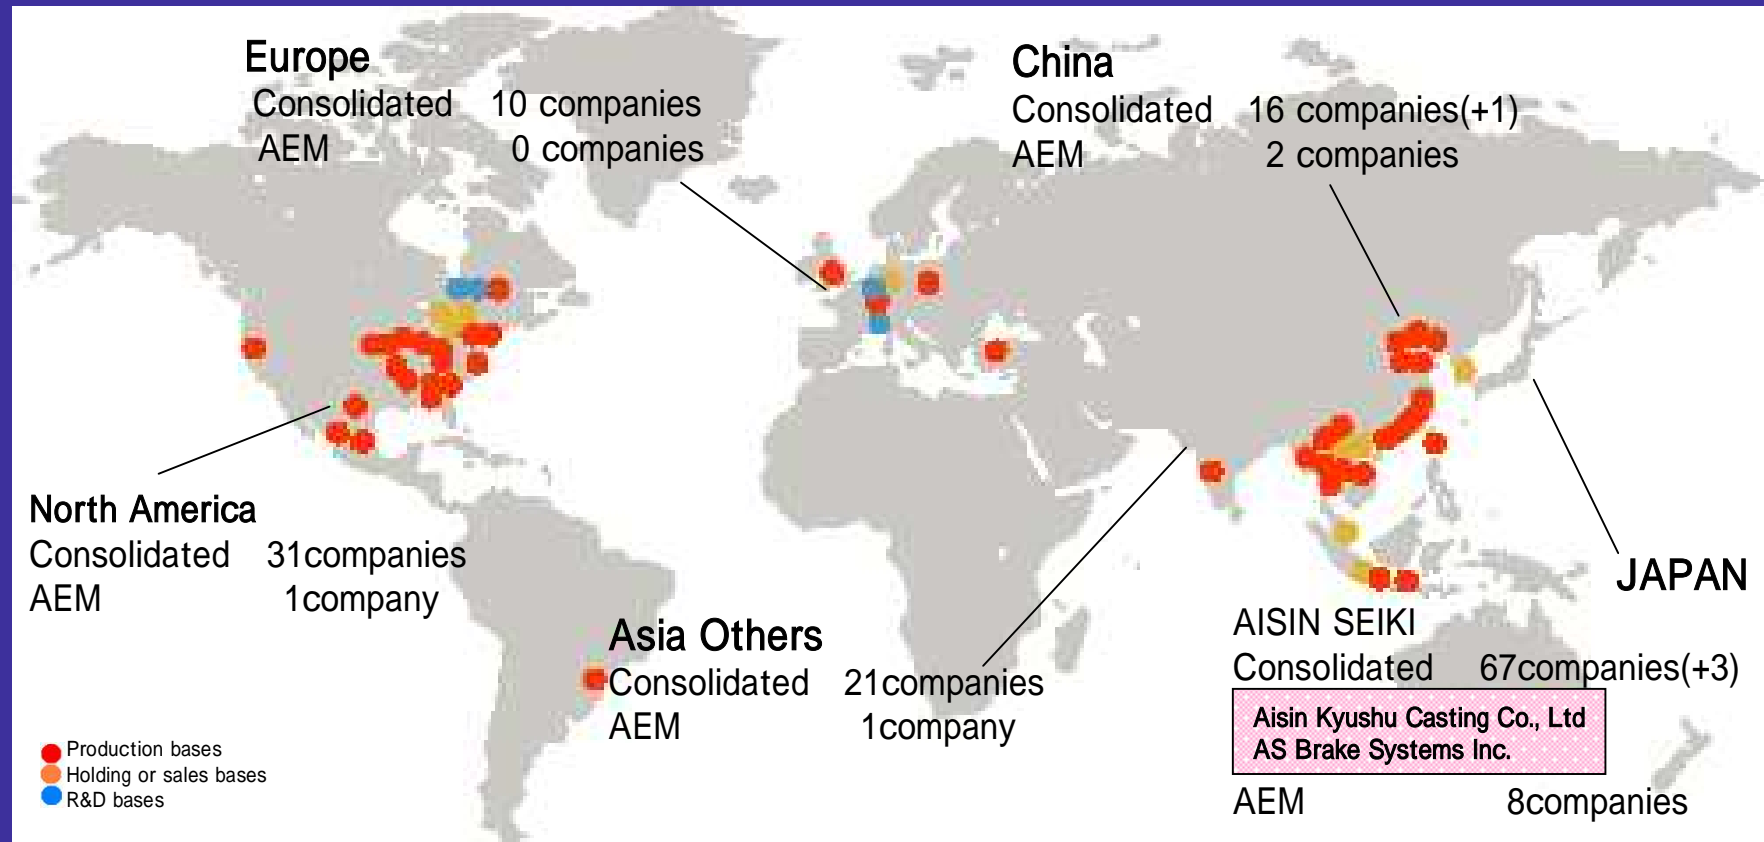 Europe
Consolidated 10 companies
AEM 0 companies
China
Consolidated 16 companies(+1)
AEM 2 companies
North America
Consolidated 31companies
AEM 1company
Asia Others
Consolidated 21companies
AEM 1company
JAPAN
AISIN SEIKI
Consolidated 67companies(+3)
Aisin Kyushu Casting Co., Ltd
AS Brake Systems Inc.
AEM 8companies
Production bases
Holding or sales bases
R&D bases